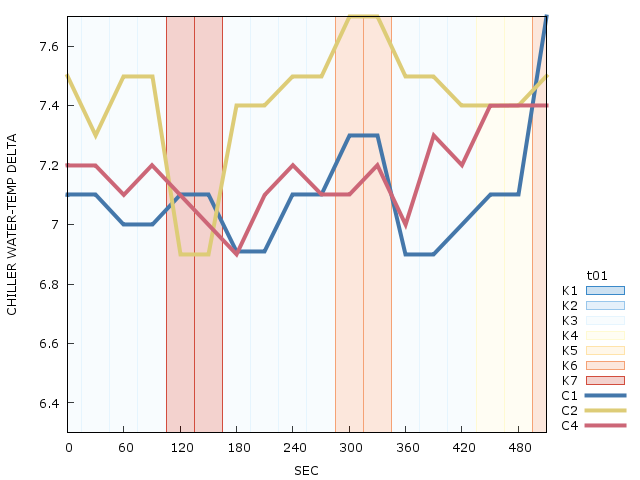 7.6
7.4
7.2
7
6.8
6.6
6.4
CHILLER WATER-TEMP DELTA
0 60 120 180 240 300 360 420 480
SEC
t01
K1
K2
K3
K4
K5
K6
K7
C1
C2
C4